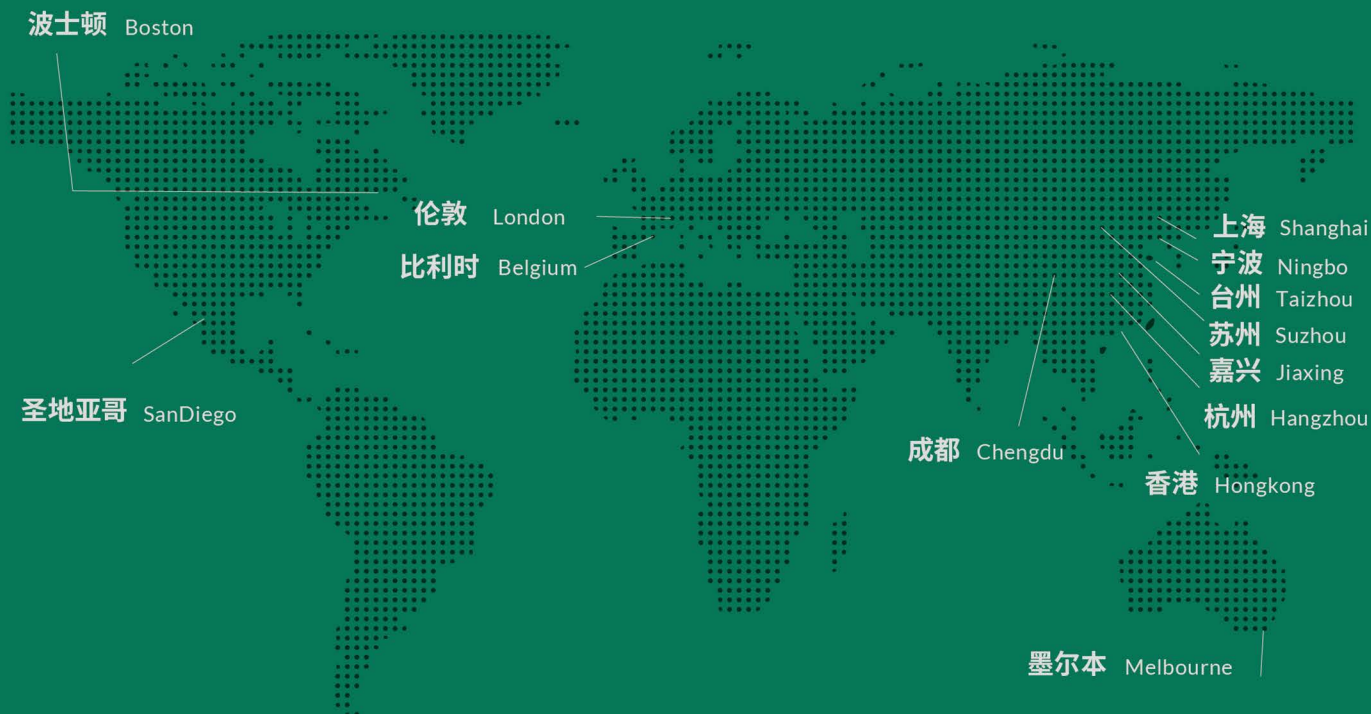 波士顿 Boston
伦敦 London
比利时 Belgium
圣地亚哥 SanDiego
上海 Shanghai
宁波 Ningbo
台州 Taizhou
苏州 Suzhou
嘉兴 Jiaxing
杭州 Hangzhou
成都 Chengdu
香港 Hongkong
墨尔本 Melbourne